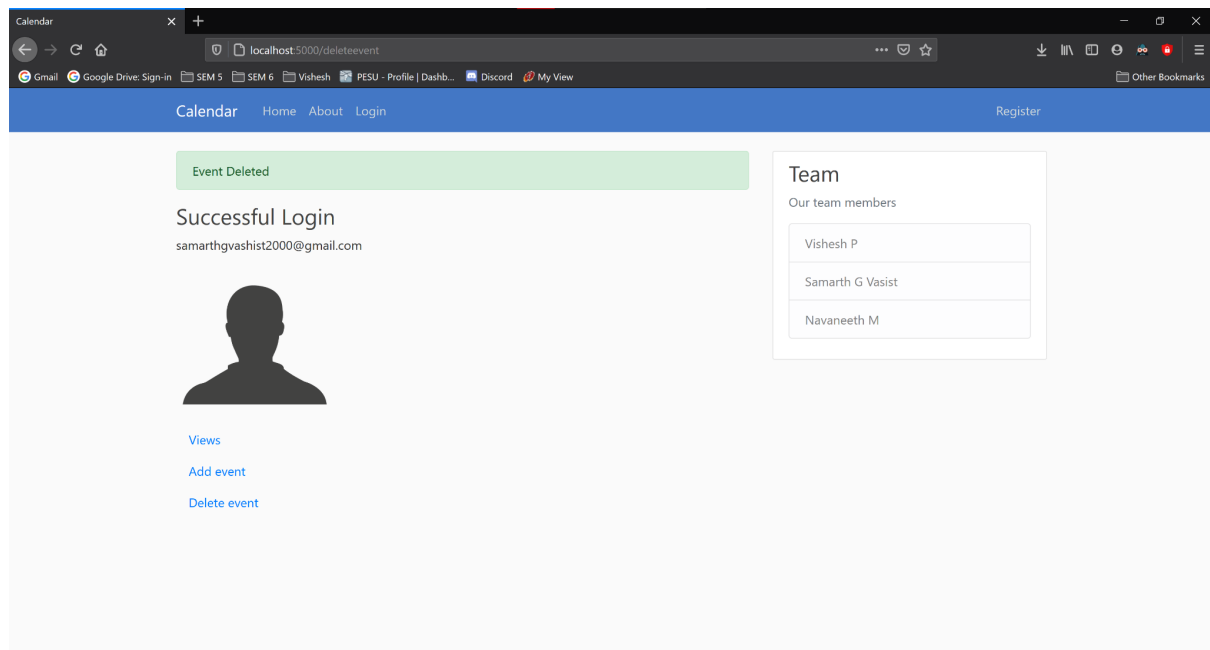 Calendar
localhost:5000/deleteevent
Gmail Google Drive: Sign-in SEM 5 SEM 6 Vishesh PESU - Profile | Dashb... Discord My View Other Bookmarks
Calendar Home About Login Register
Event Deleted
Successful Login
samarthgvashist2000@gmail.com
Views
Add event
Delete event
Team
Our team members
Vishesh P
Samarth G Vasist
Navaneeth M